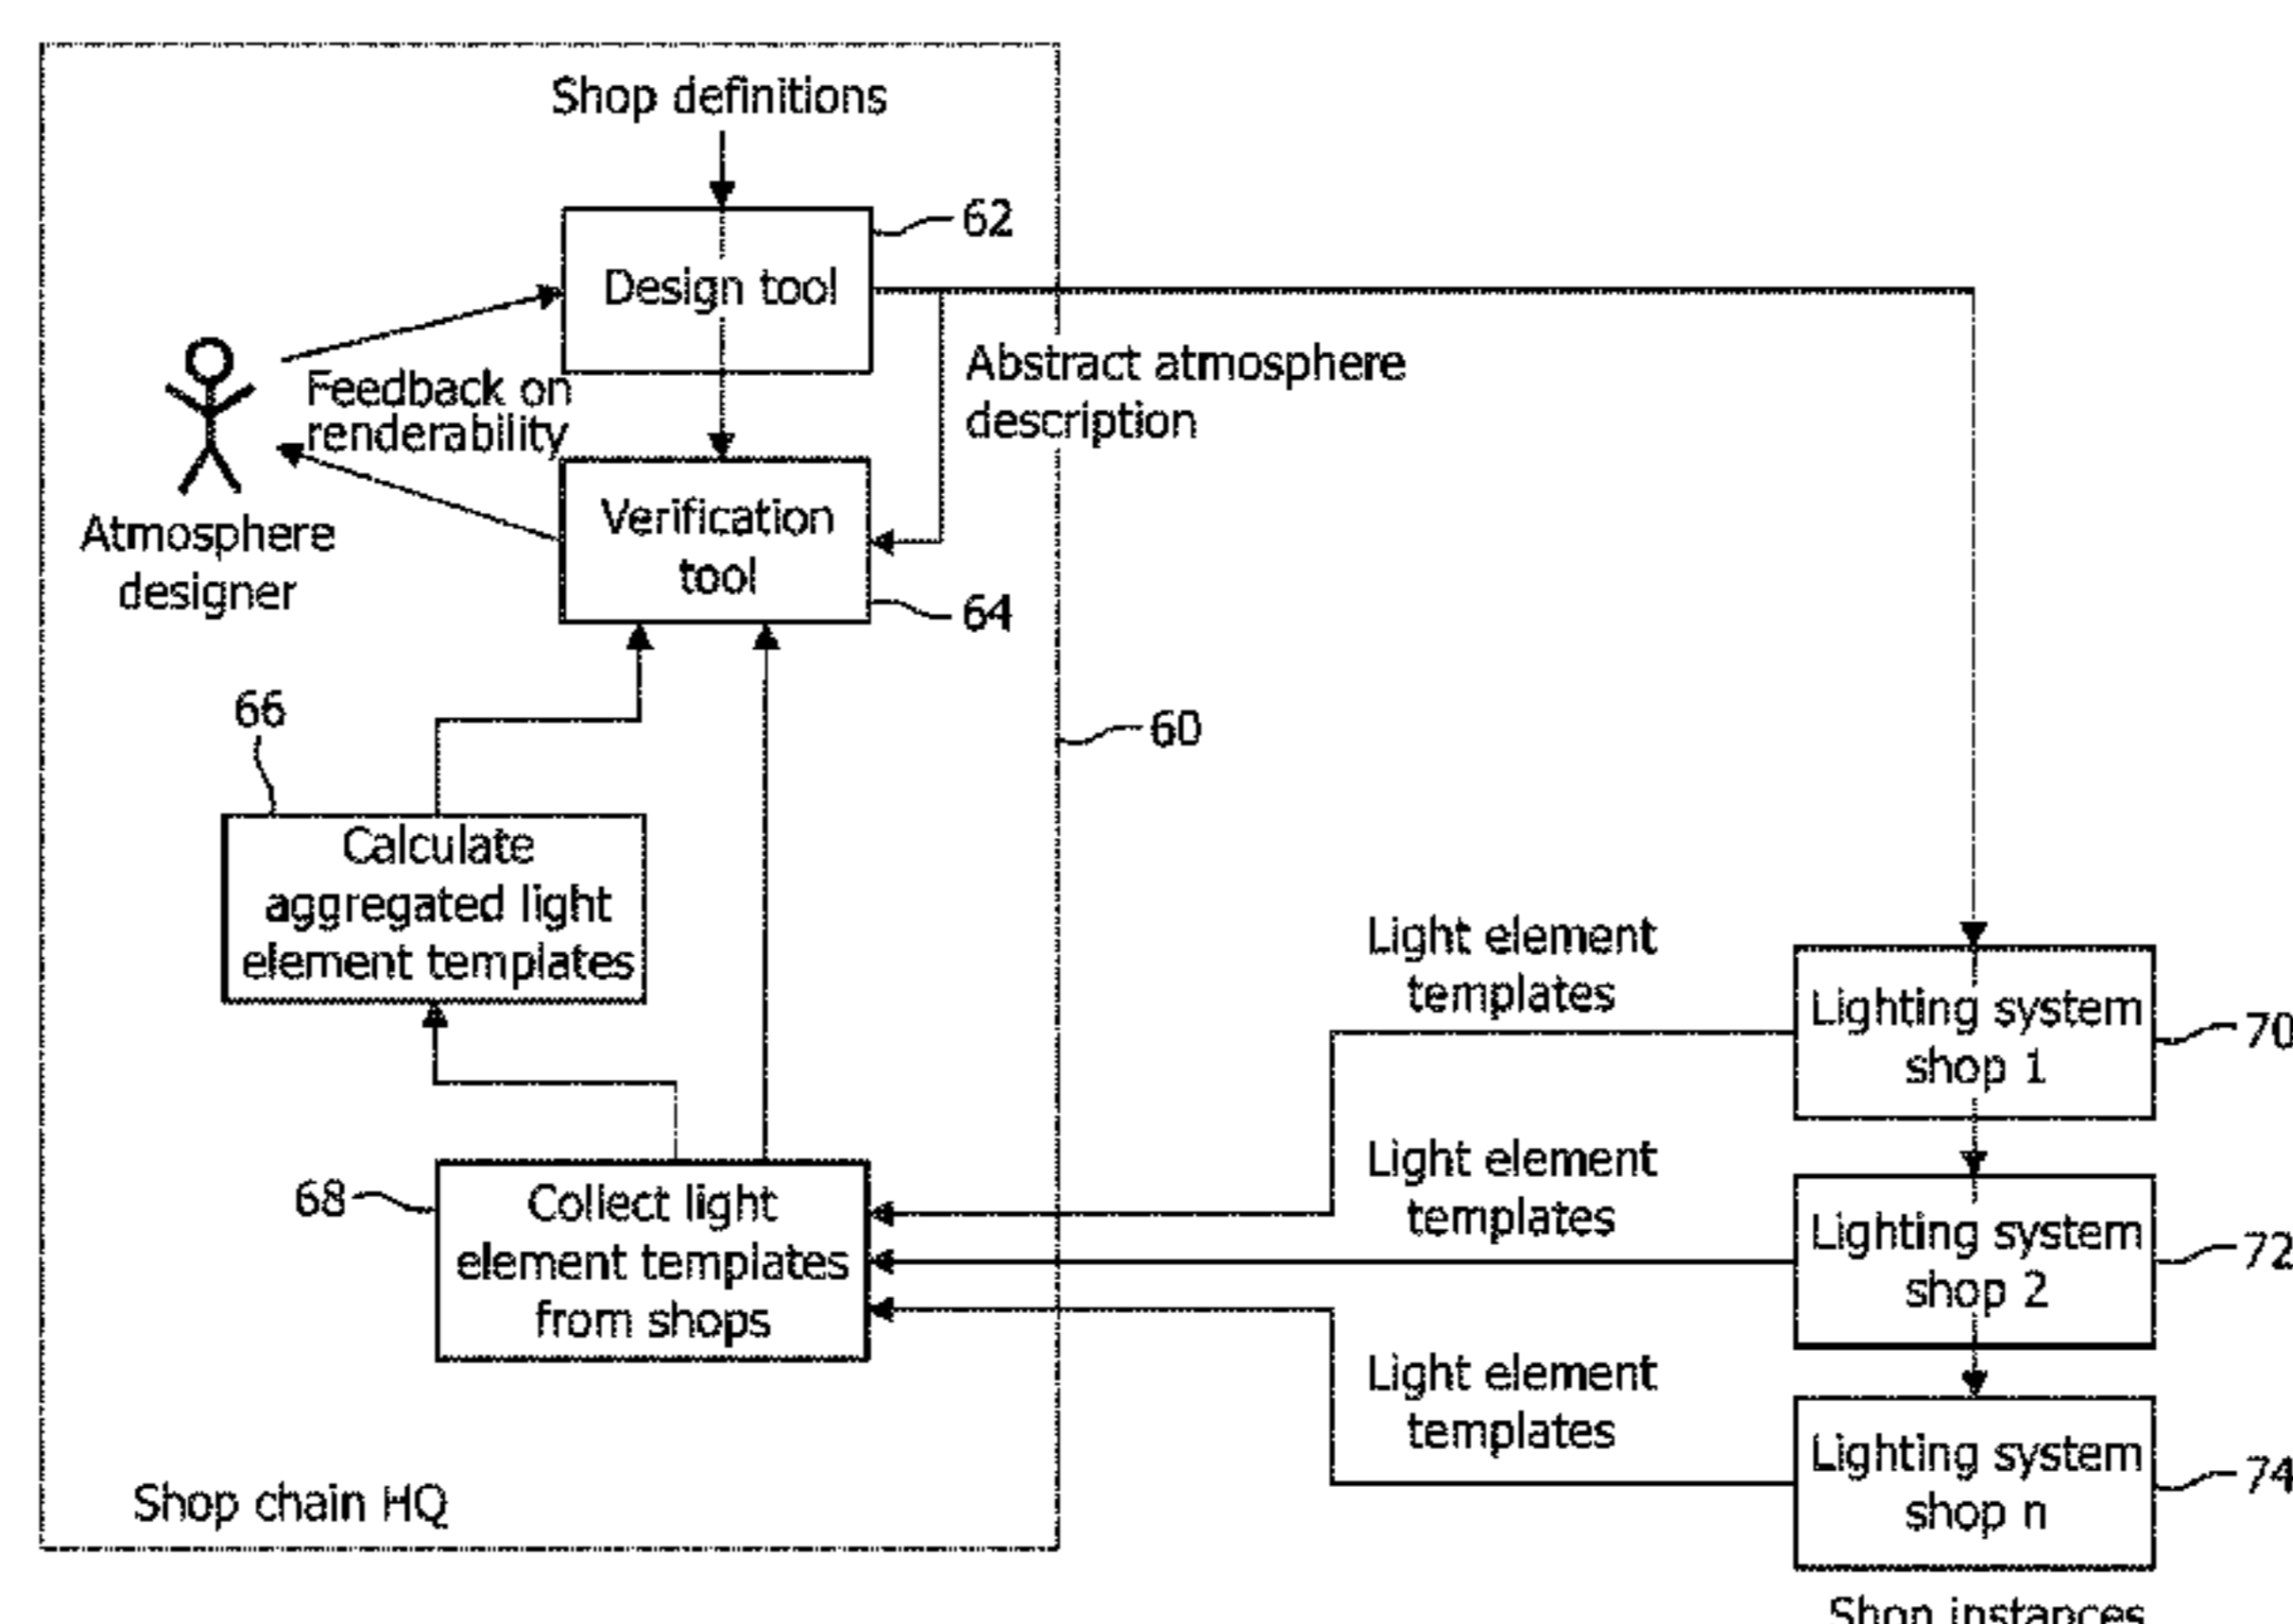 Shop definitions
62
Design tool
Abstract atmosphere
description
Feedback on
renderability
Atmosphere
designer
Verification
tool
64
66
60
Calculate
aggregated light
element templates
Light element
templates
Lighting system
shop 1
70
68
Collect light
element templates
from shops
Light element
templates
Lighting system
shop 2
72
Light element
templates
Lighting system
shop n
74
Shop chain HQ
Shop instances